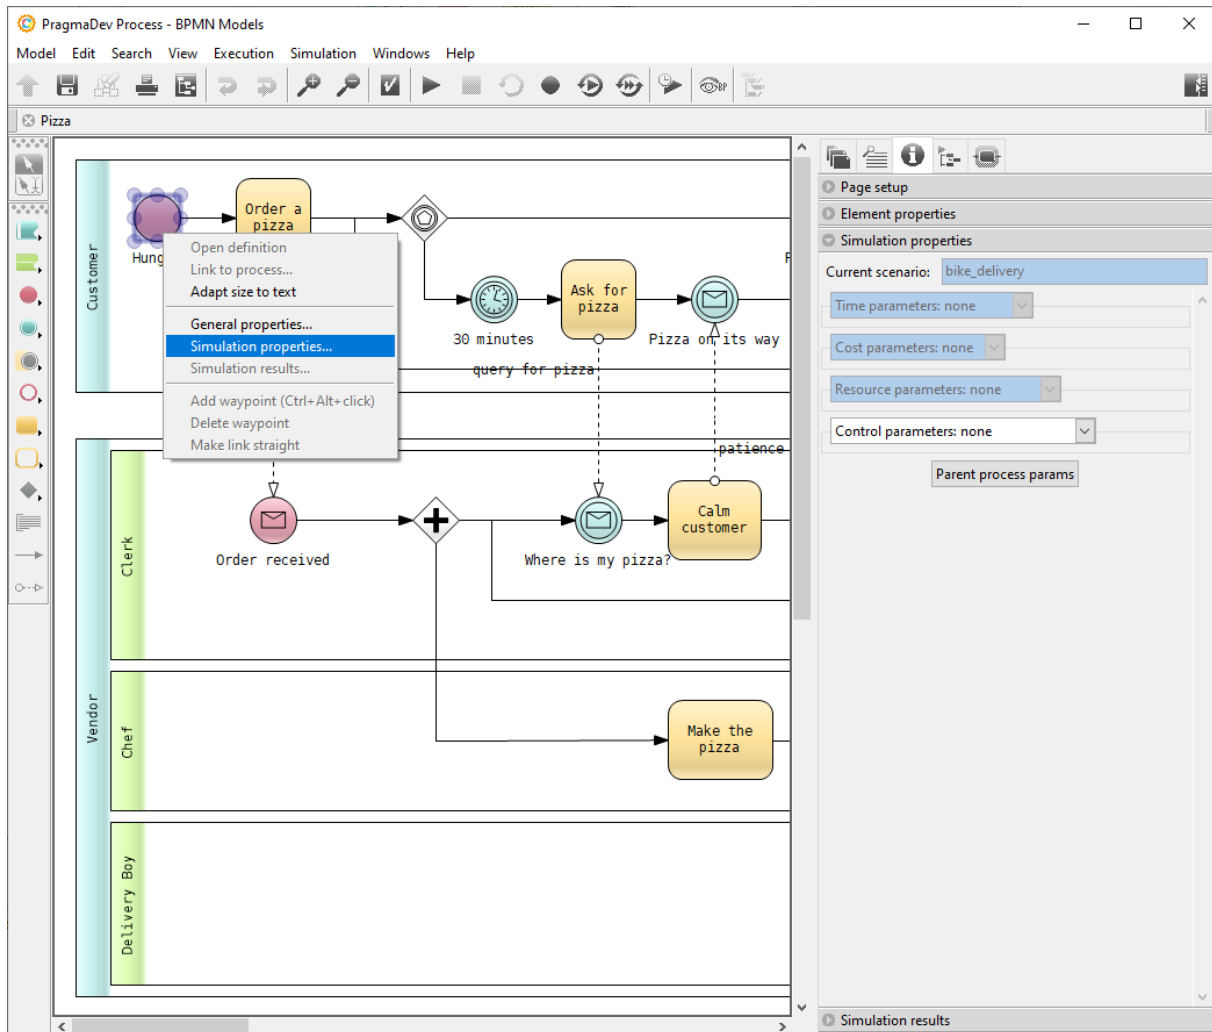 PragmaDev Process - BPMN Models
Model Edit Search View Execution Simulation Windows Help
BP
Pizza
Customer
Hung
Order a
pizza
30 minutes
Ask for
pizza
Pizza on its way
query for pizza
Open definition
Link to process...
Adapt size to text
General properties...
Simulation properties...
Simulation results...
Add waypoint (Ctrl+Alt+click)
Delete waypoint
Make link straight
patience
Vendor
Clerk
Order received
Where is my pizza?
Calm
customer
Chef
Make the
pizza
Delivery Boy
Page setup
Element properties
Simulation properties
Current scenario: bike_delivery
Time parameters: none
Cost parameters: none
Resource parameters: none
Control parameters: none
Parent process params
Simulation results